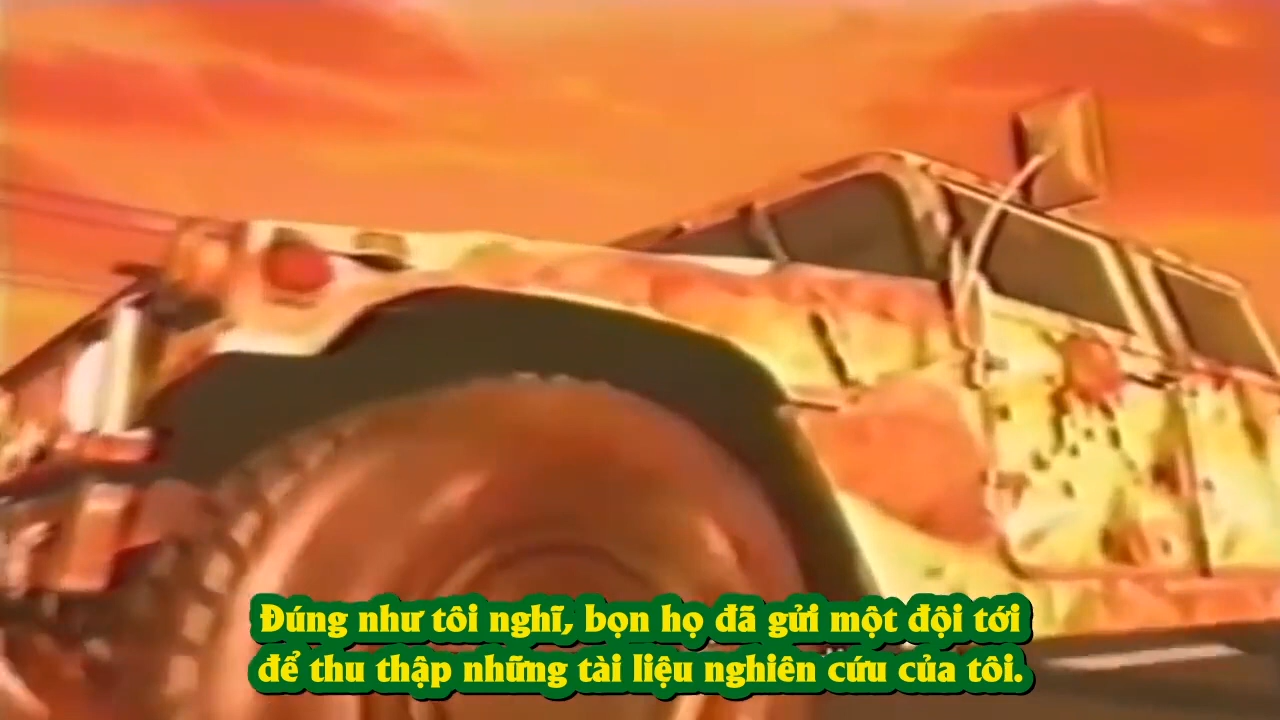 Đúng như tôi nghĩ, bọn họ đã gửi một đội tới
để thu thập những tài liệu nghiên cứu của tôi.